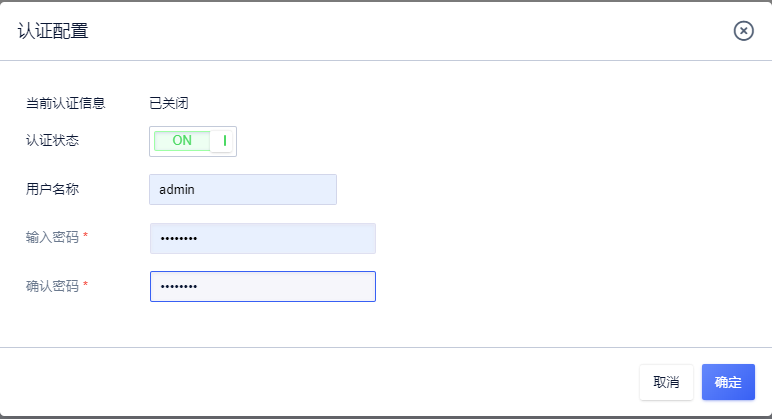 认证配置
当前认证信息 已关闭
认证状态 ON
用户名称 admin
输入密码 * ••••••••
确认密码 * ••••••••
取消 确定